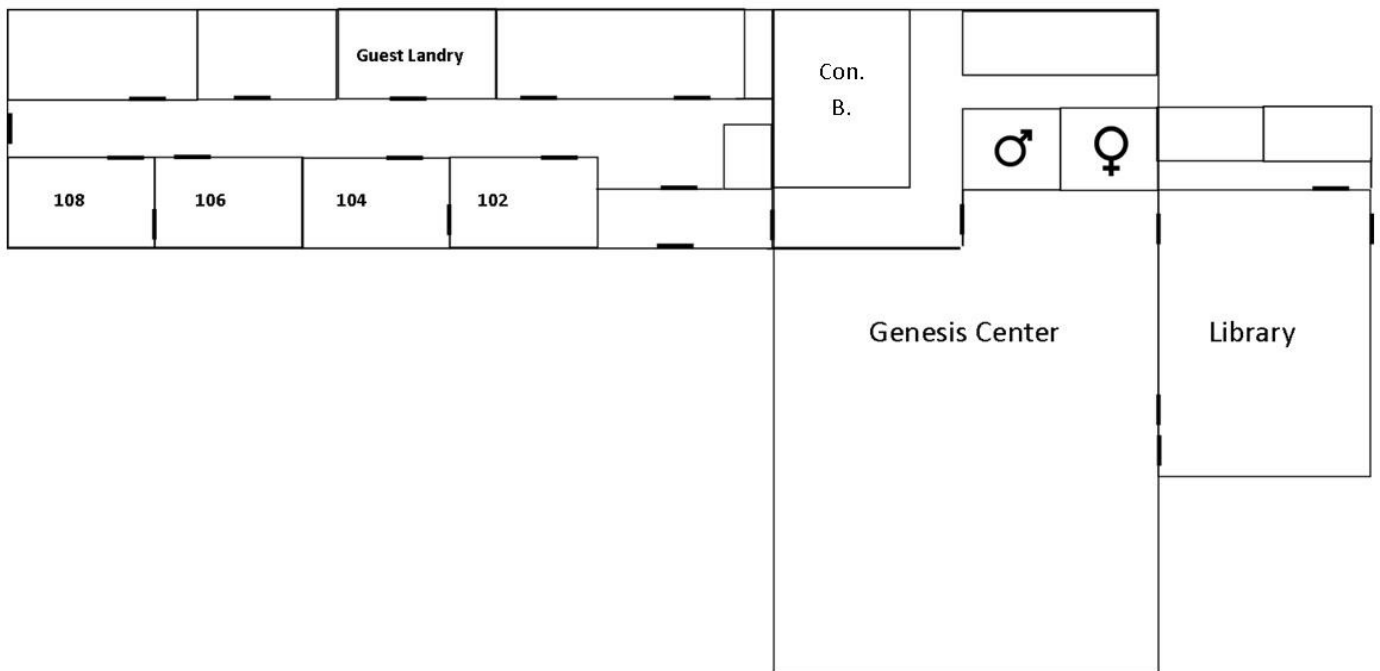 Guest Landry
Con.
B.
108
106
104
102
Genesis Center
Library